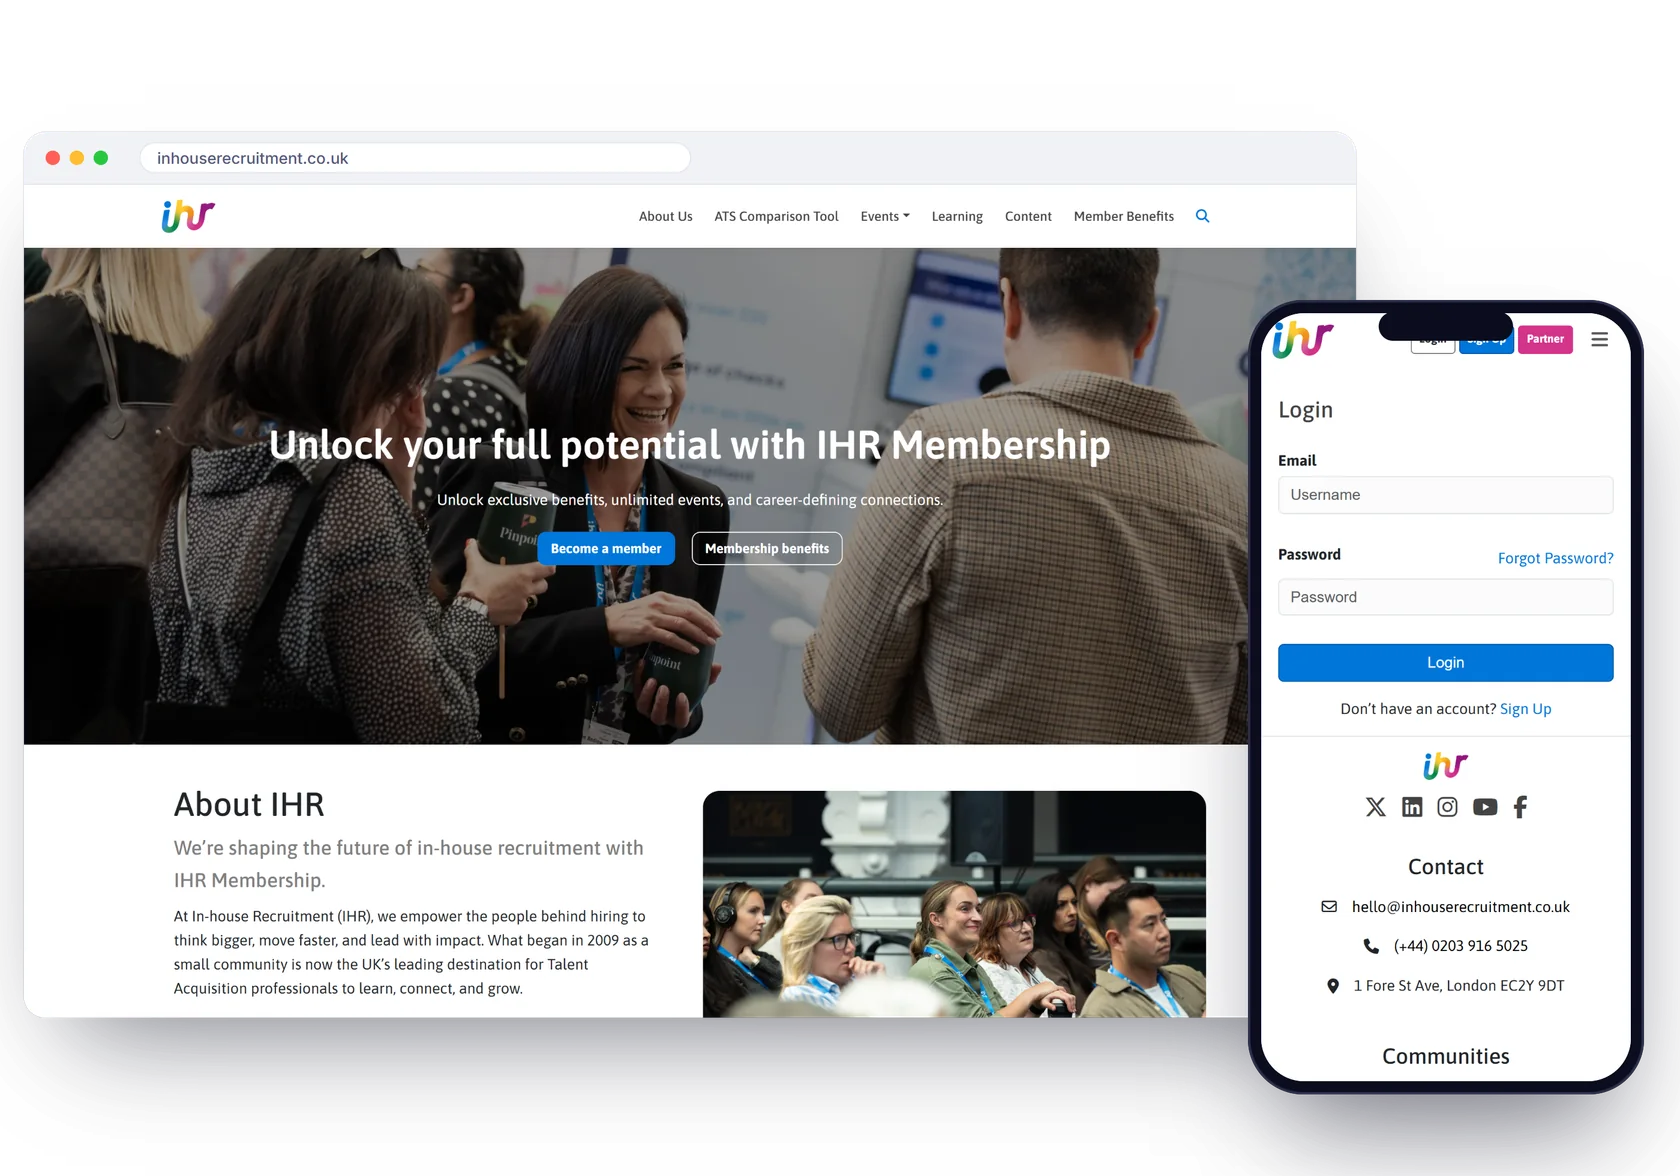 inhouserecruitment.co.uk
ihr
About Us ATS Comparison Tool Events Learning Content Member Benefits
Unlock your full potential with IHR Membership
Unlock exclusive benefits, unlimited events, and career-defining connections.
Become a member Membership benefits
About IHR
We’re shaping the future of in-house recruitment with
IHR Membership.
At In-house Recruitment (IHR), we empower the people behind hiring to
think bigger, move faster, and lead with impact. What began in 2009 as a
small community is now the UK’s leading destination for Talent
Acquisition professionals to learn, connect, and grow.
ihr
Login Sign Up Partner
Login
Email
Username
Password Forgot Password?
Password
Login
Don’t have an account? Sign Up
ihr
Contact
hello@inhouserecruitment.co.uk
(+44) 0203 916 5025
1 Fore St Ave, London EC2Y 9DT
Communities